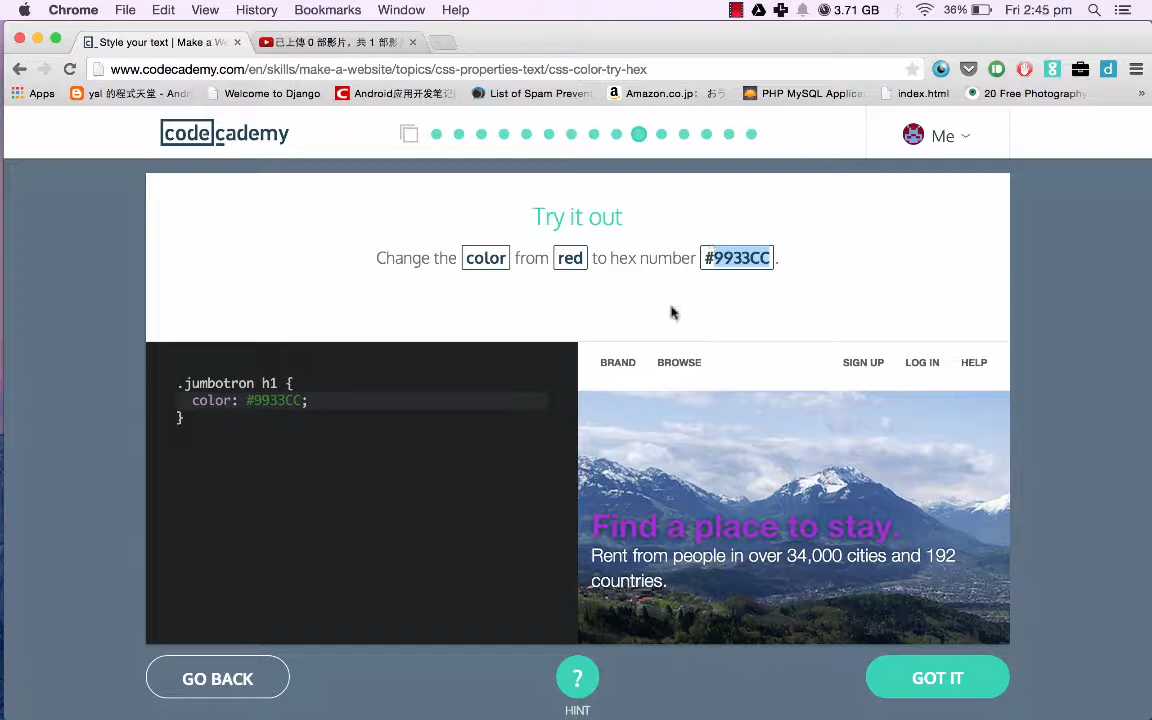 Chrome File Edit View History Bookmarks Window Help 3.71 GB 36% Fri 2:45 pm
Style your text | Make a We 已上傳 0 部影片，共 1 部影
www.codecademy.com/en/skills/make-a-website/topics/css-properties-text/css-color-try-hex
Apps ysl 的程式天堂 - Andr Welcome to Django Android应用开发笔记 List of Spam Prevent Amazon.co.jp: おう PHP MySQL Applica index.html 20 Free Photography »
codecademy Me
Try it out
Change the color from red to hex number #9933CC.
BRAND BROWSE SIGN UP LOG IN HELP
.jumbotron h1 {
color: #9933CC;
}
Find a place to stay.
Rent from people in over 34,000 cities and 192
countries.
GO BACK ? GOT IT
HINT